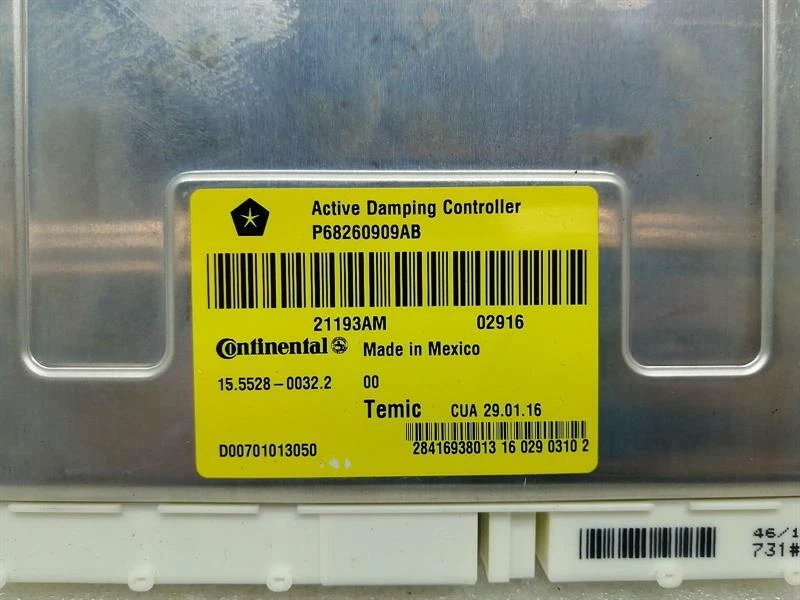 Active Damping Controller
P68260909AB
21193AM 02916
Continental Made in Mexico
15.5528-0032.2 00
Temic CUA 29.01.16
D00701013050 28416938013 16 029 0310 2
46/1
731#